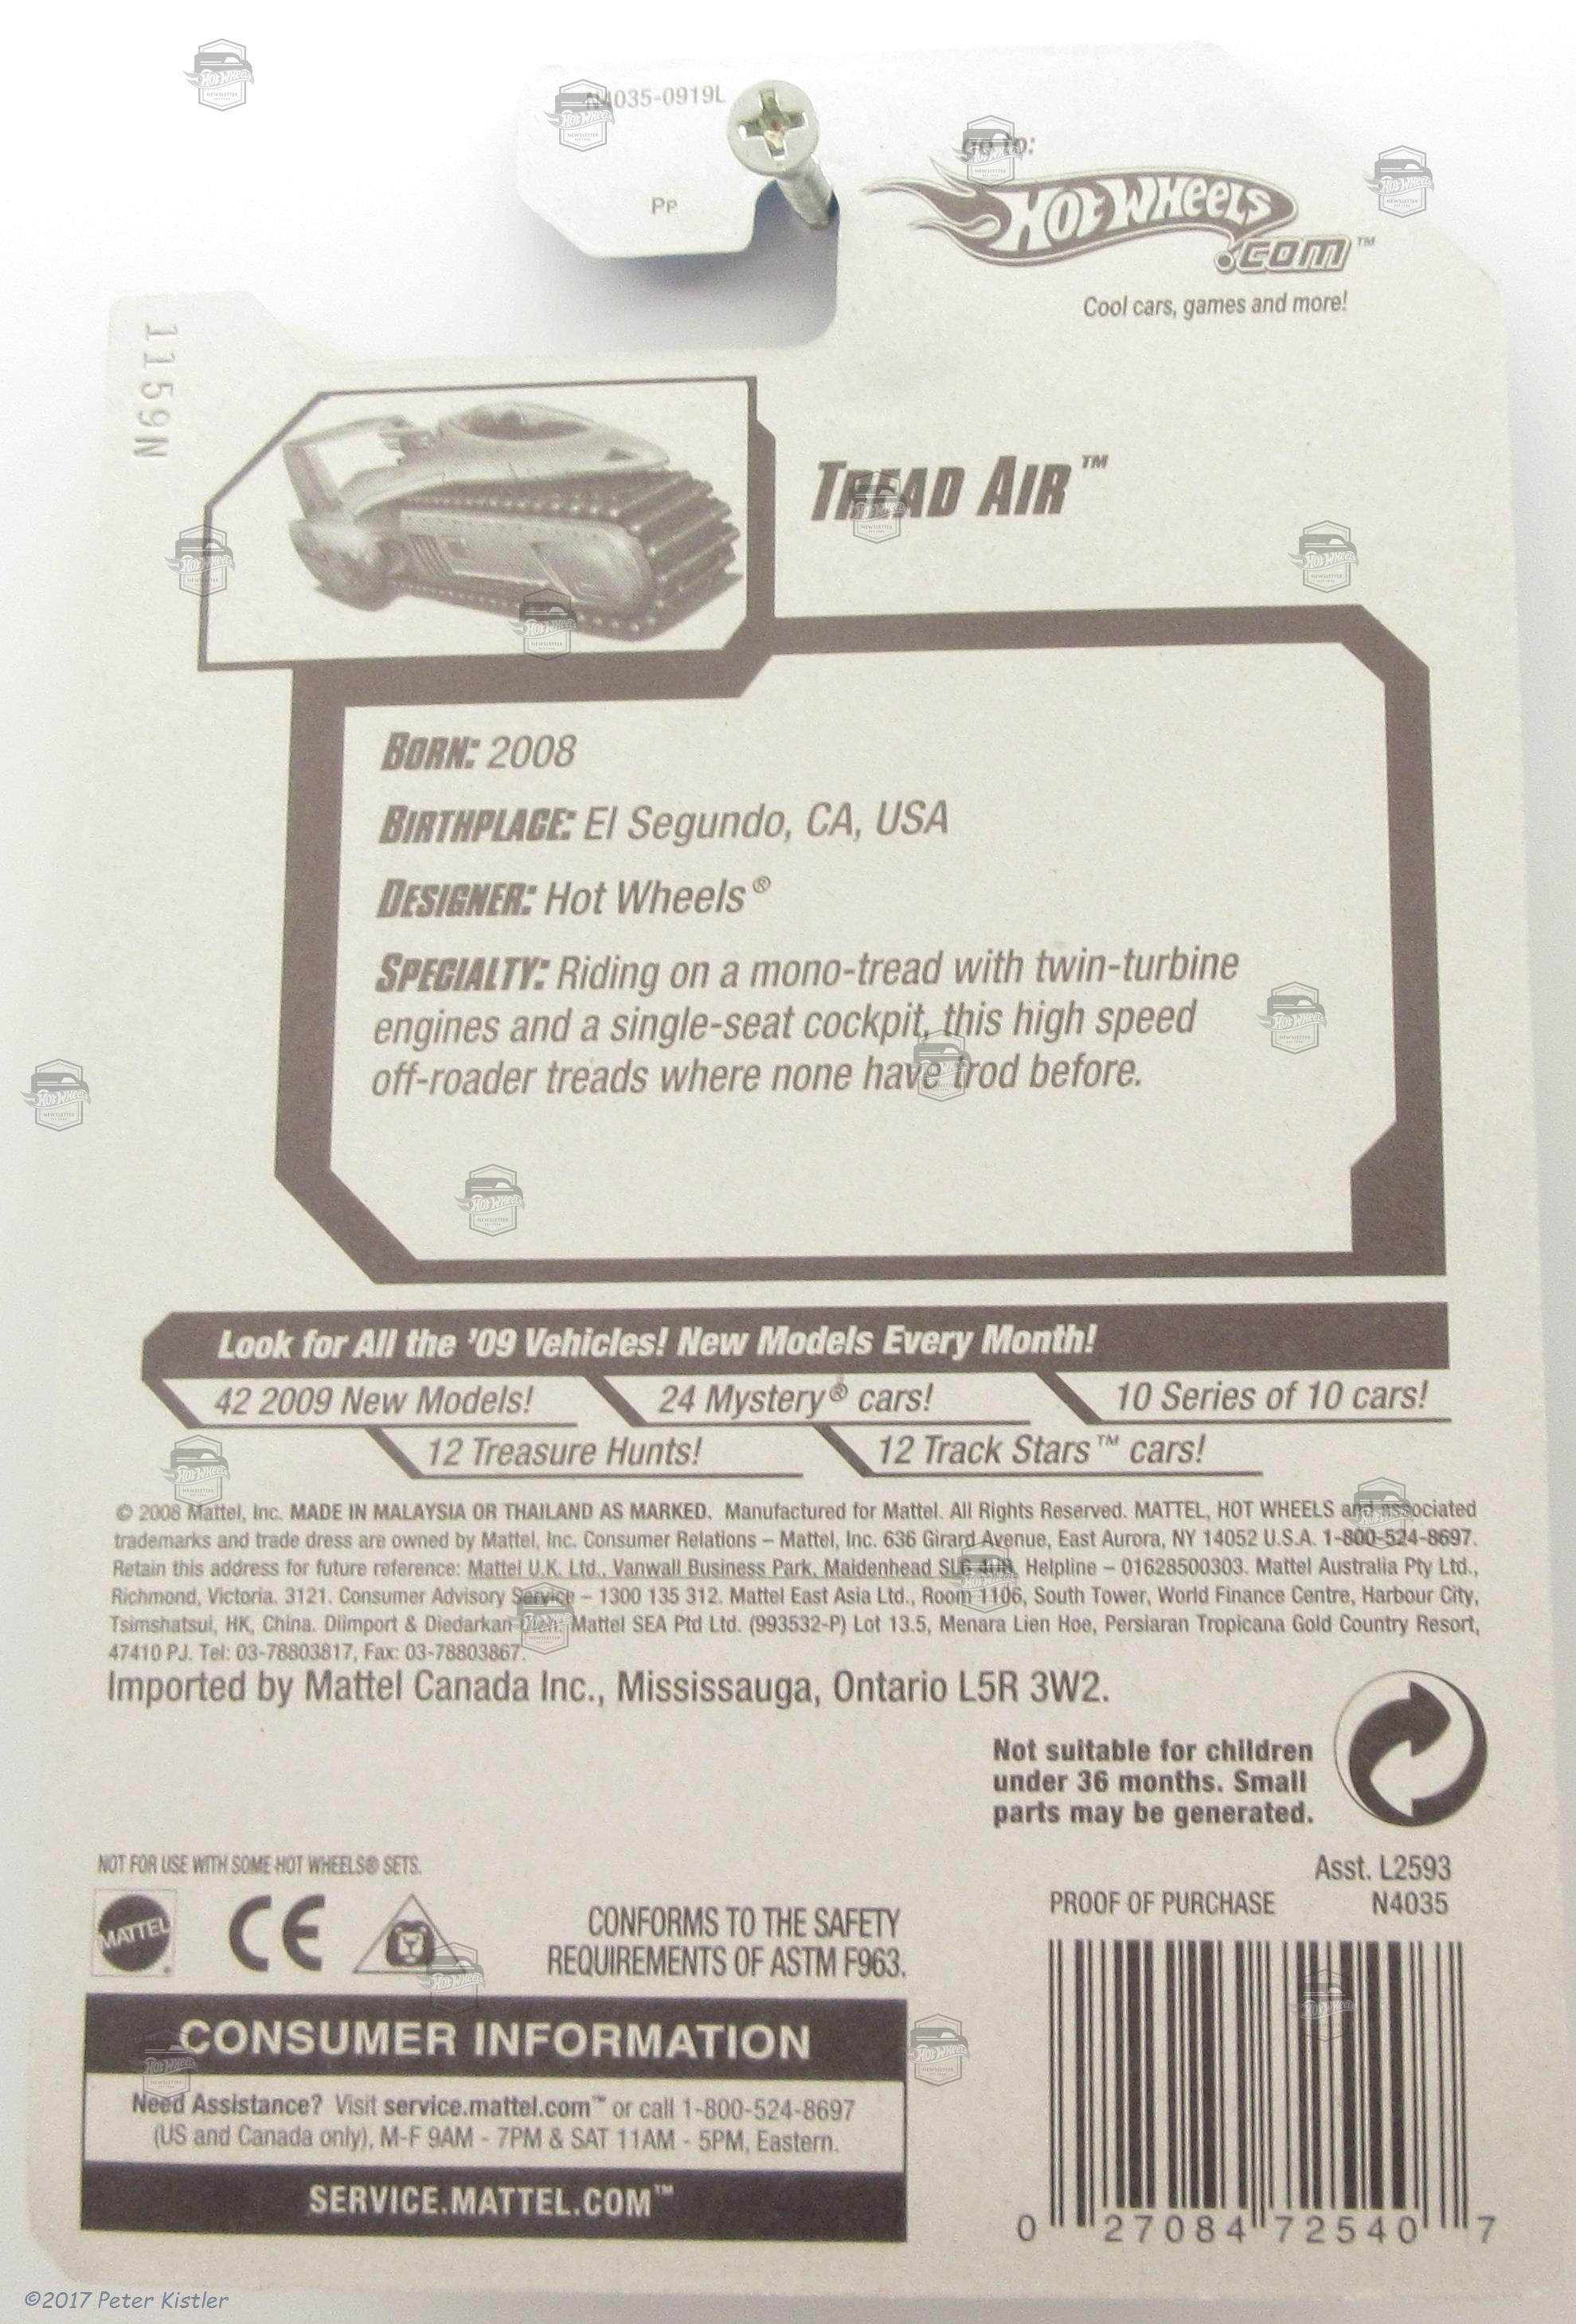 N4035-0919L
Pp
go to:
Hot Wheels
.com™
Cool cars, games and more!
1159N
Tread Air™
Born: 2008
Birthplace: El Segundo, CA, USA
Designer: Hot Wheels®
Specialty: Riding on a mono-tread with twin-turbine
engines and a single-seat cockpit, this high speed
off-roader treads where none have trod before.
Look for All the '09 Vehicles! New Models Every Month!
42 2009 New Models!
24 Mystery® cars!
10 Series of 10 cars!
12 Treasure Hunts!
12 Track Stars™ cars!
© 2008 Mattel, Inc. MADE IN MALAYSIA OR THAILAND AS MARKED. Manufactured for Mattel. All Rights Reserved. MATTEL, HOT WHEELS and associated
trademarks and trade dress are owned by Mattel, Inc. Consumer Relations – Mattel, Inc. 636 Girard Avenue, East Aurora, NY 14052 U.S.A. 1-800-524-8697.
Retain this address for future reference: Mattel U.K. Ltd., Vanwall Business Park, Maidenhead SL6 4UB. Helpline – 01628500303. Mattel Australia Pty Ltd.,
Richmond, Victoria. 3121. Consumer Advisory Service – 1300 135 312. Mattel East Asia Ltd., Room 1106, South Tower, World Finance Centre, Harbour City,
Tsimshatsui, HK, China. Diimport & Diedarkan Oleh: Mattel SEA Ptd Ltd. (993532-P) Lot 13.5, Menara Lien Hoe, Persiaran Tropicana Gold Country Resort,
47410 PJ. Tel: 03-78803817, Fax: 03-78803867.
Imported by Mattel Canada Inc., Mississauga, Ontario L5R 3W2.
Not suitable for children
under 36 months. Small
parts may be generated.
NOT FOR USE WITH SOME HOT WHEELS® SETS.
MATTEL
CE
CONFORMS TO THE SAFETY
REQUIREMENTS OF ASTM F963.
Asst. L2593
PROOF OF PURCHASE N4035
CONSUMER INFORMATION
Need Assistance? Visit service.mattel.com™ or call 1-800-524-8697
(US and Canada only), M-F 9AM - 7PM & SAT 11AM - 5PM, Eastern.
SERVICE.MATTEL.COM™
0 27084 72540 7
©2017 Peter Kistler